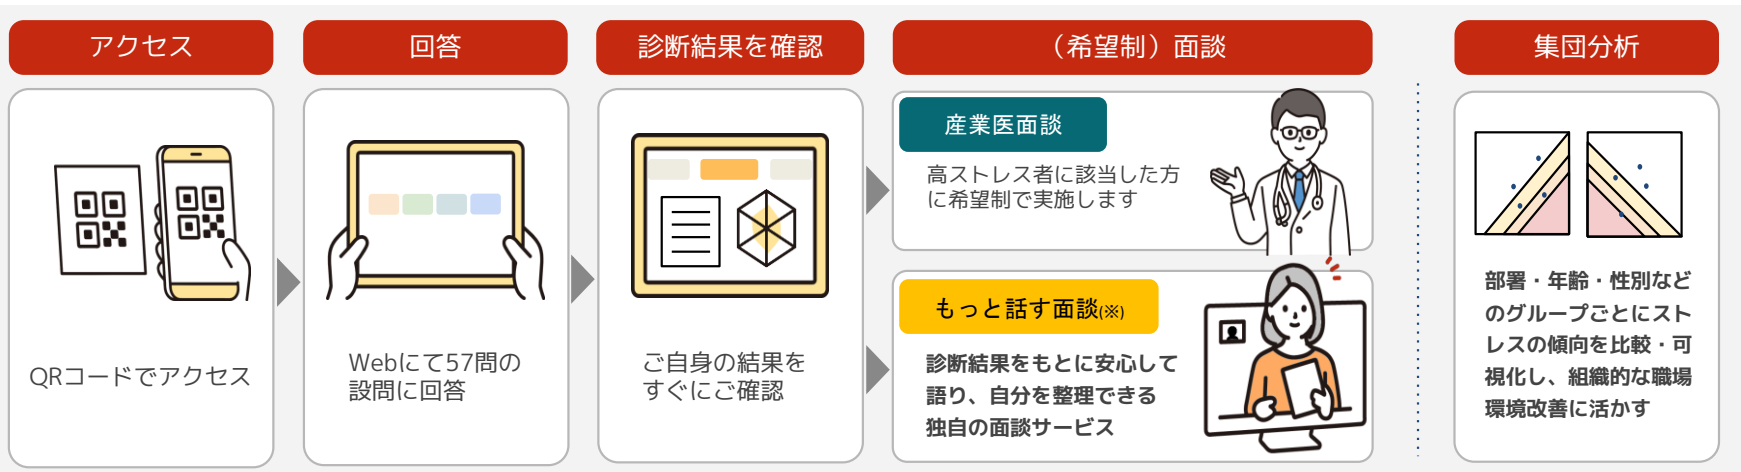 アクセス
回答
診断結果を確認
（希望制）面談
集団分析
QRコードでアクセス
Webにて57問の
設問に回答
ご自身の結果を
すぐにご確認
産業医面談
高ストレス者に該当した方
に希望制で実施します
もっと話す面談(※)
診断結果をもとに安心して
語り、自分を整理できる
独自の面談サービス
部署・年齢・性別など
のグループごとにスト
レスの傾向を比較・可
視化し、組織的な職場
環境改善に活かす